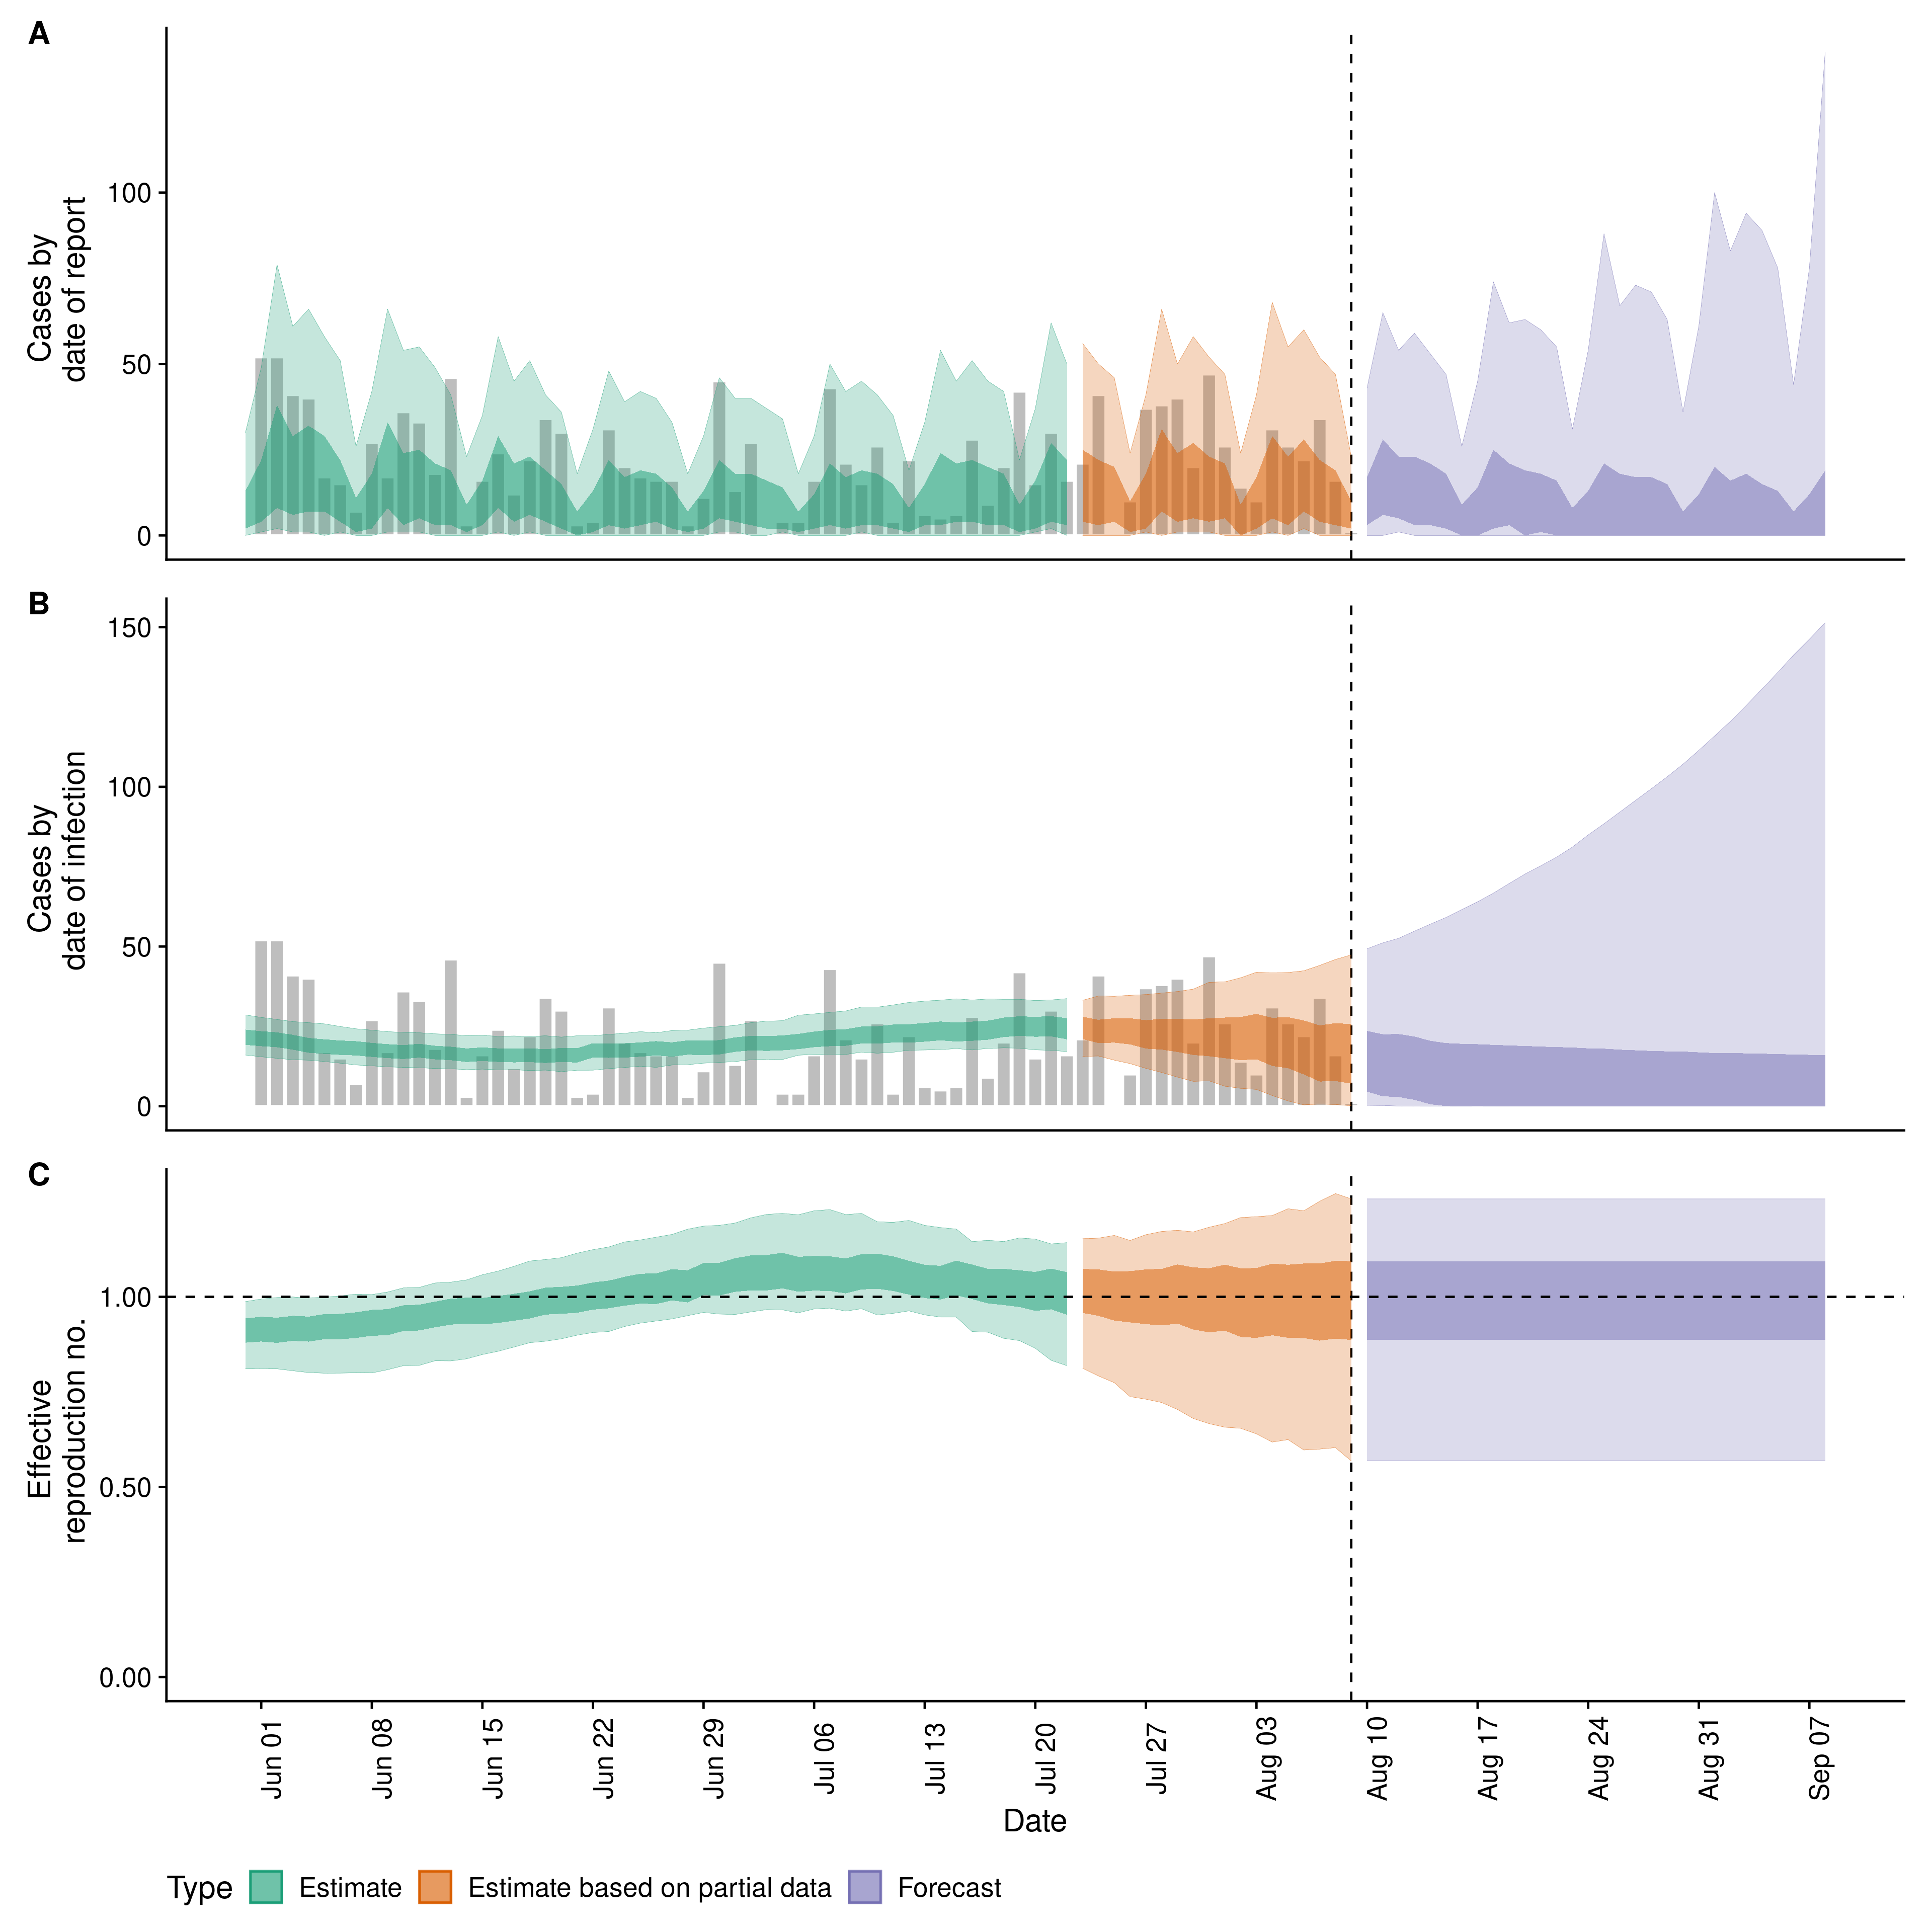 A
Cases by
date of report
100
50
0
B
Cases by
date of infection
150
100
50
0
C
Effective
reproduction no.
1.00
0.50
0.00
Jun 01
Jun 08
Jun 15
Jun 22
Jun 29
Jul 06
Jul 13
Jul 20
Jul 27
Aug 03
Aug 10
Aug 17
Aug 24
Aug 31
Sep 07
Date
Type Estimate Estimate based on partial data Forecast